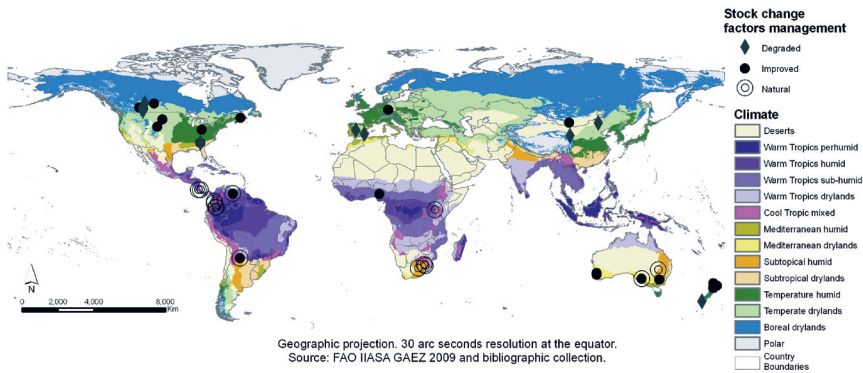 Stock change
factors management
Degraded
Improved
Natural
Climate
Deserts
Warm Tropics perhumid
Warm Tropics humid
Warm Tropics sub-humid
Warm Tropics drylands
Cool Tropic mixed
Mediterranean humid
Mediterranean drylands
Subtopical humid
Subtropical drylands
Temperature humid
Temperate drylands
Boreal drylands
Polar
Country
Boundaries
N
0 2,000 4,000 8,000
Km
Geographic projection. 30 arc seconds resolution at the equator.
Source: FAO IIASA GAEZ 2009 and bibliographic collection.